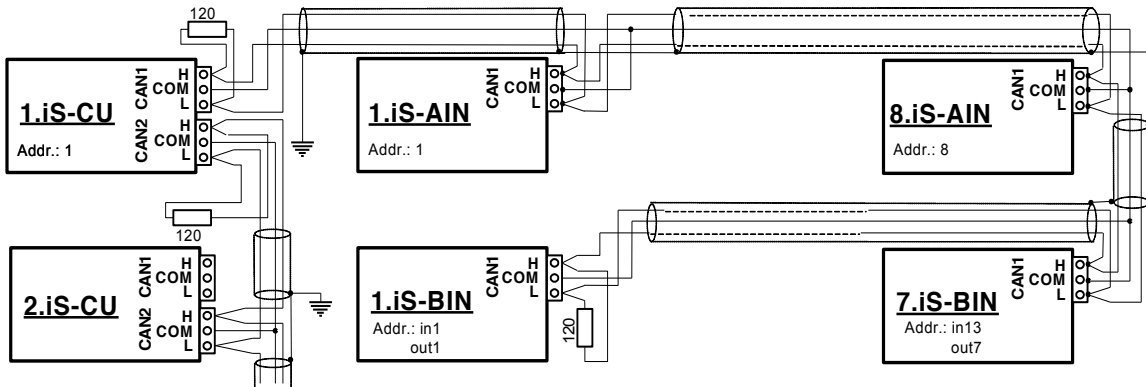 120
H
COM
L
CAN1
1.iS-CU
Addr.: 1
H
COM
L
CAN2
120
H
COM
L
CAN1
1.iS-AIN
Addr.: 1
H
COM
L
CAN1
8.iS-AIN
Addr.: 8
H
COM
L
CAN1
2.iS-CU
H
COM
L
CAN2
H
COM
L
CAN1
1.iS-BIN
Addr.: in1
out1
120
H
COM
L
CAN1
7.iS-BIN
Addr.: in13
out7